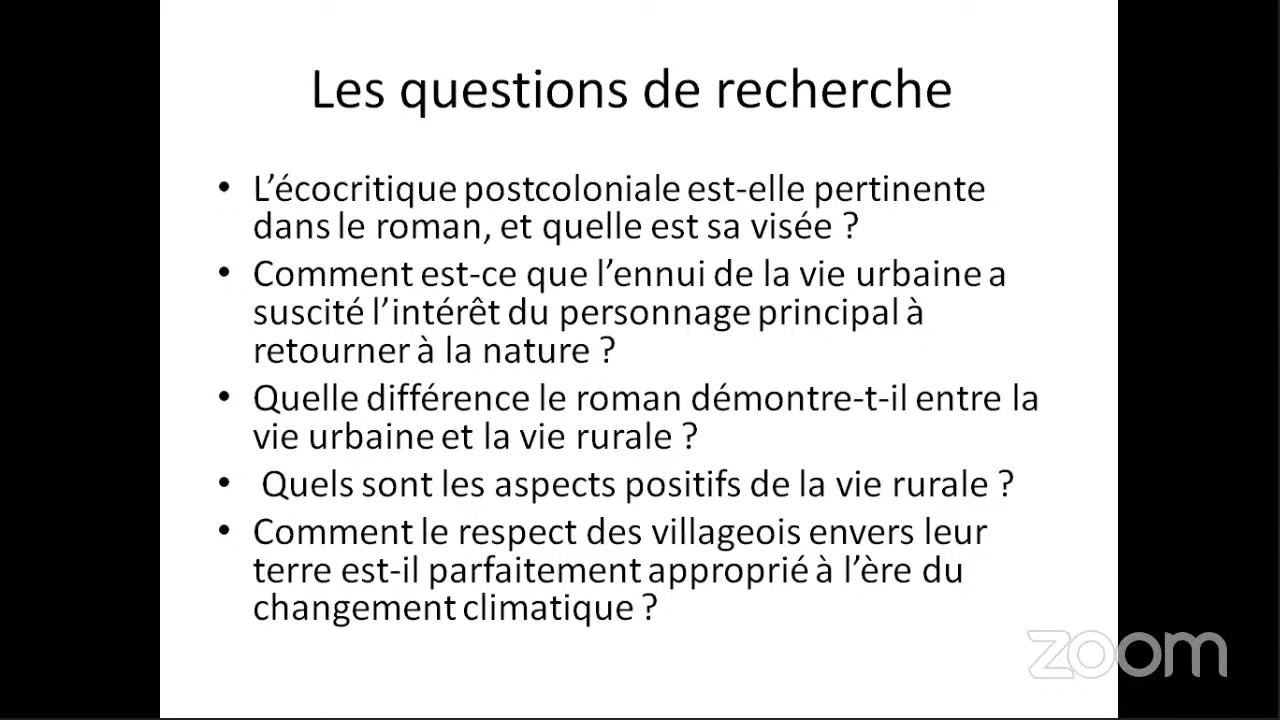 Les questions de recherche
• L’écocritique postcoloniale est-elle pertinente
dans le roman, et quelle est sa visée ?
• Comment est-ce que l’ennui de la vie urbaine a
suscité l’intérêt du personnage principal à
retourner à la nature ?
• Quelle différence le roman démontre-t-il entre la
vie urbaine et la vie rurale ?
• Quels sont les aspects positifs de la vie rurale ?
• Comment le respect des villageois envers leur
terre est-il parfaitement approprié à l’ère du
changement climatique ?
zoom